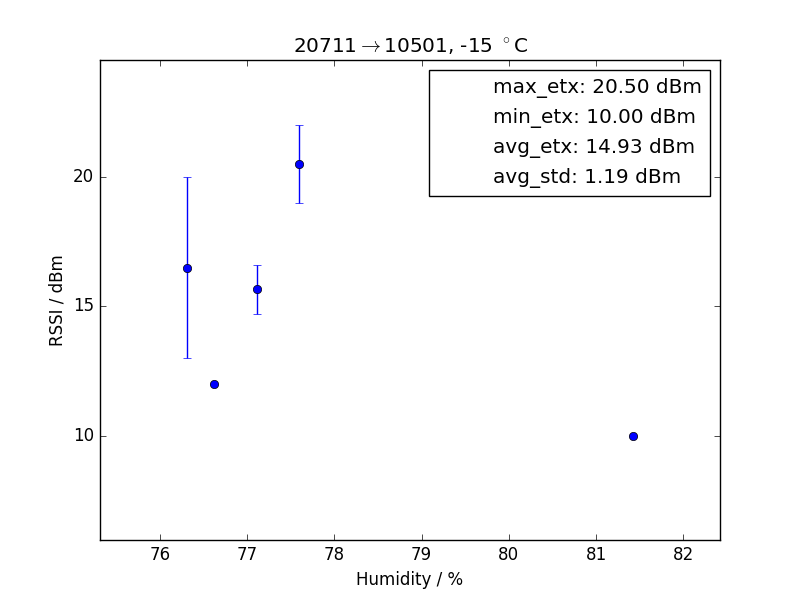 20711→10501, -15 °C
max_etx: 20.50 dBm
min_etx: 10.00 dBm
avg_etx: 14.93 dBm
avg_std: 1.19 dBm
RSSI / dBm
20
15
10
76 77 78 79 80 81 82
Humidity / %